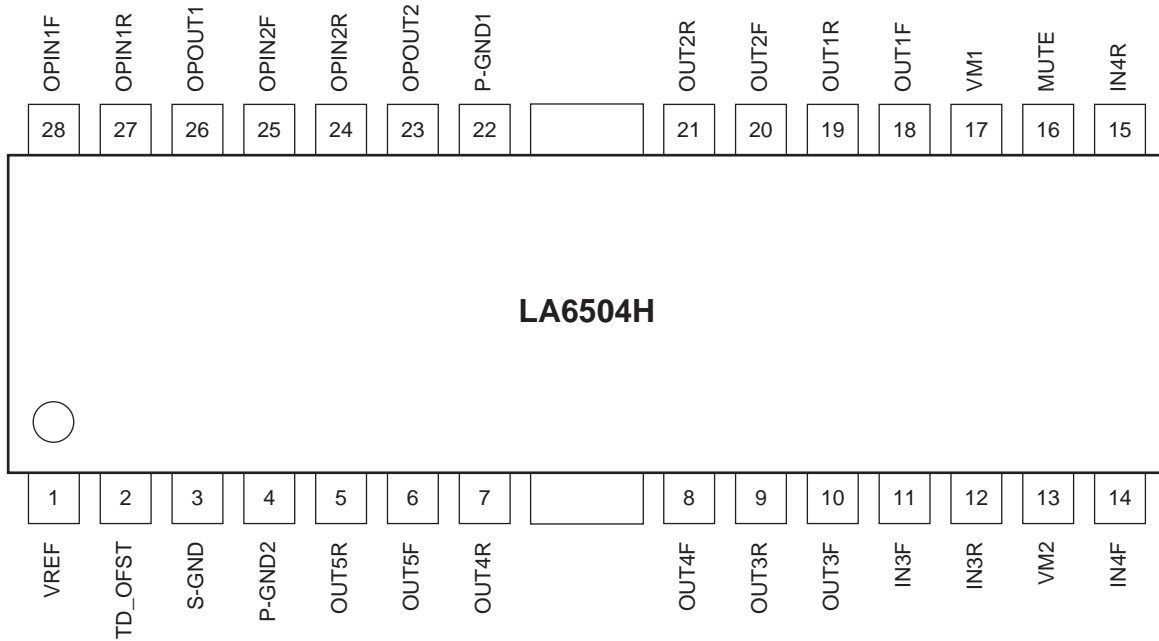 OPIN1F
OPIN1R
OPOUT1
OPIN2F
OPIN2R
OPOUT2
P-GND1
OUT2R
OUT2F
OUT1R
OUT1F
VM1
MUTE
IN4R
28 27 26 25 24 23 22 21 20 19 18 17 16 15
LA6504H
1 2 3 4 5 6 7 8 9 10 11 12 13 14
VREF
TD_OFST
S-GND
P-GND2
OUT5R
OUT5F
OUT4R
OUT4F
OUT3R
OUT3F
IN3F
IN3R
VM2
IN4F